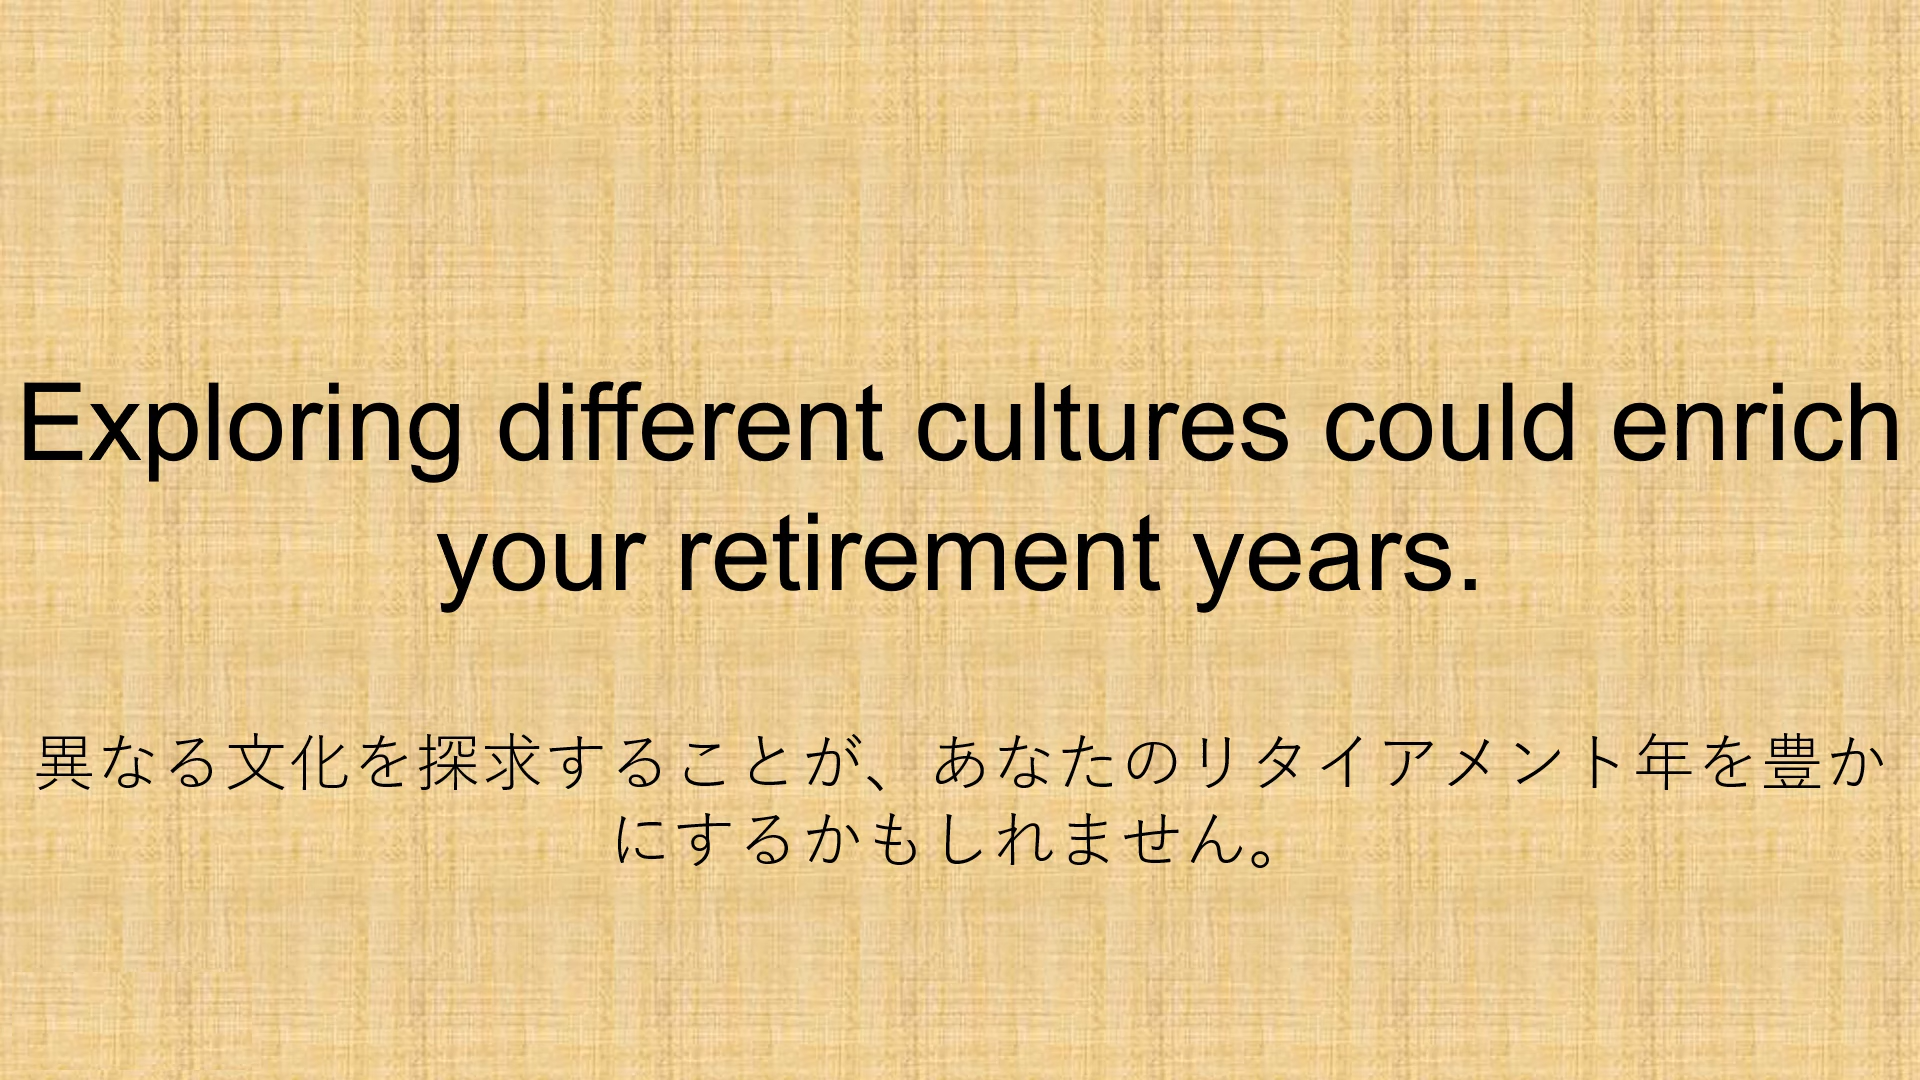 Exploring different cultures could enrich
your retirement years.
異なる文化を探求することが、あなたのリタイアメント年を豊か
にするかもしれません。